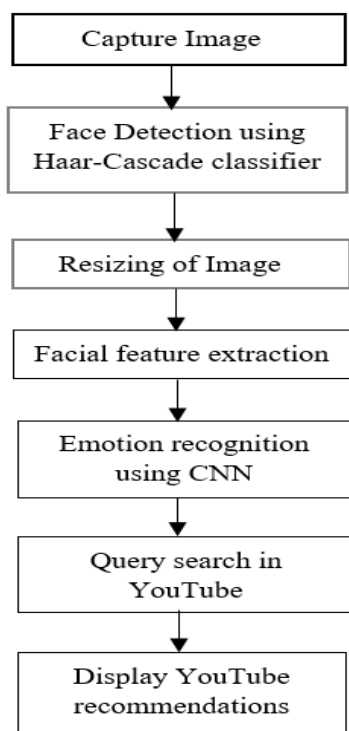 Capture Image
Face Detection using
Haar-Cascade classifier
Resizing of Image
Facial feature extraction
Emotion recognition
using CNN
Query search in
YouTube
Display YouTube
recommendations